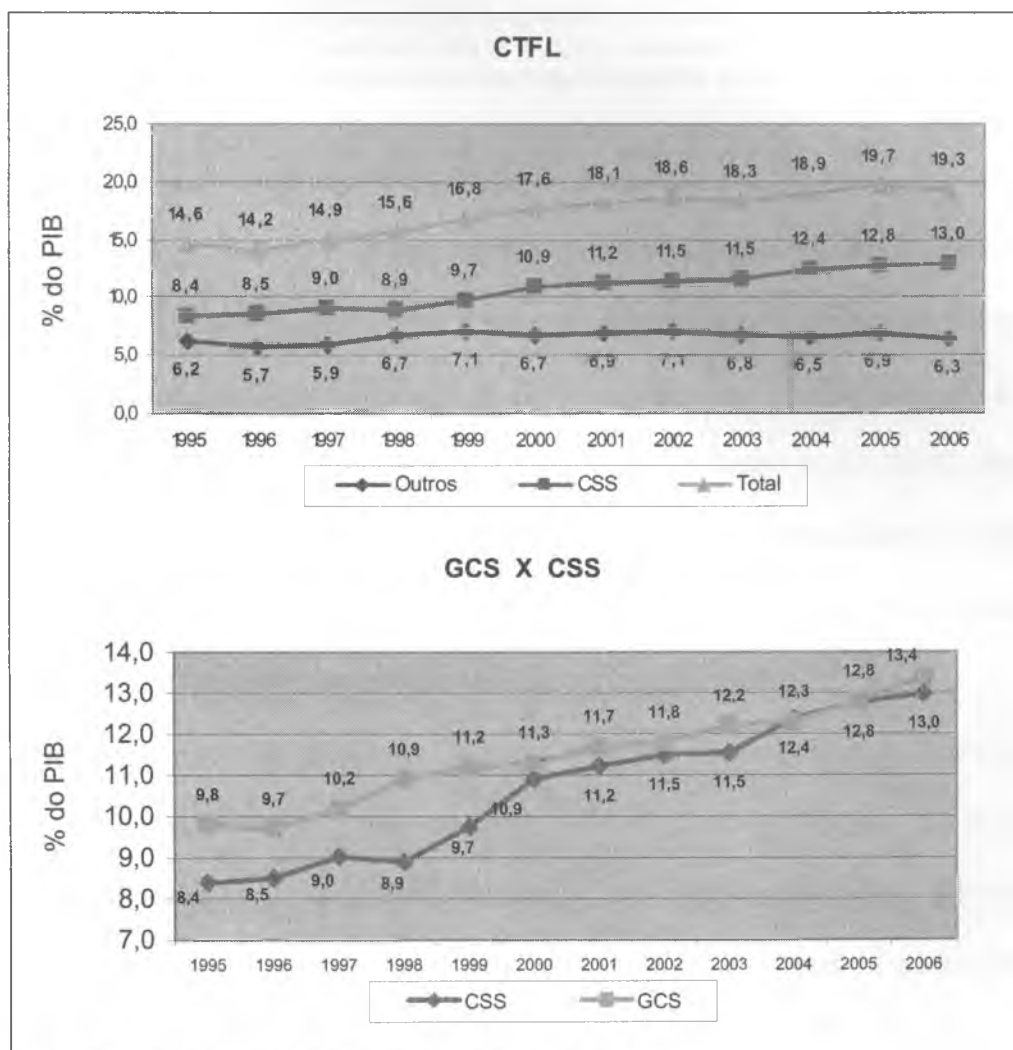 CTFL
% do PIB
25,0
20,0
15,0
10,0
5,0
0,0
14,6 14,2 14,9 15,6 16,8 17,6 18,1 18,6 18,3 18,9 19,7 19,3
8,4 8,5 9,0 8,9 9,7 10,9 11,2 11,5 11,5 12,4 12,8 13,0
6,2 5,7 5,9 6,7 7,1 6,7 6,9 7,1 6,8 6,5 6,9 6,3
1995 1996 1997 1998 1999 2000 2001 2002 2003 2004 2005 2006
Outros CSS Total
GCS X CSS
% do PIB
14,0
13,0
12,0
11,0
10,0
9,0
8,0
7,0
9,8 9,7 10,2 10,9 11,2 11,3 11,7 11,8 12,2 12,3 12,8 13,4
8,4 8,5 9,0 8,9 9,7 10,9 11,2 11,5 11,5 12,4 12,8 13,0
1995 1996 1997 1998 1999 2000 2001 2002 2003 2004 2005 2006
CSS GCS